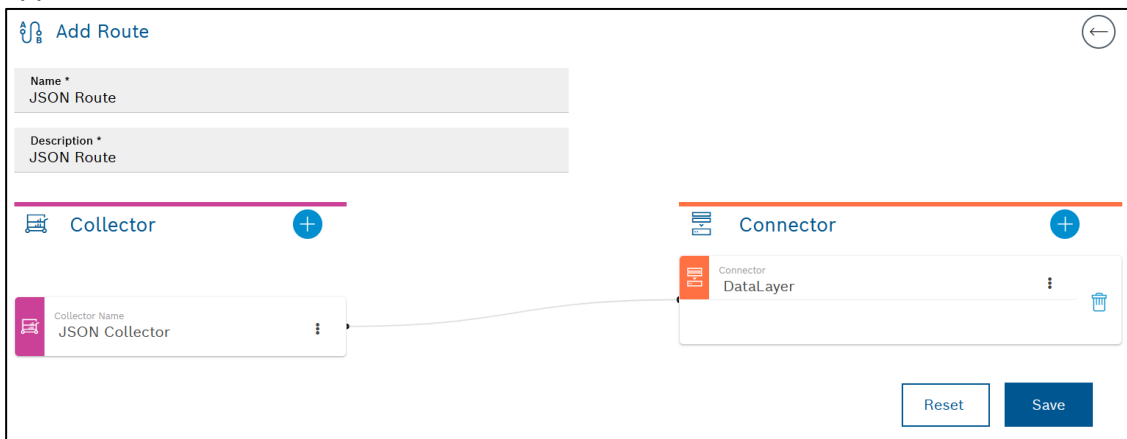 Add Route
Name *
JSON Route
Description *
JSON Route
Collector
Connector
Connector
DataLayer
Collector Name
JSON Collector
Reset
Save